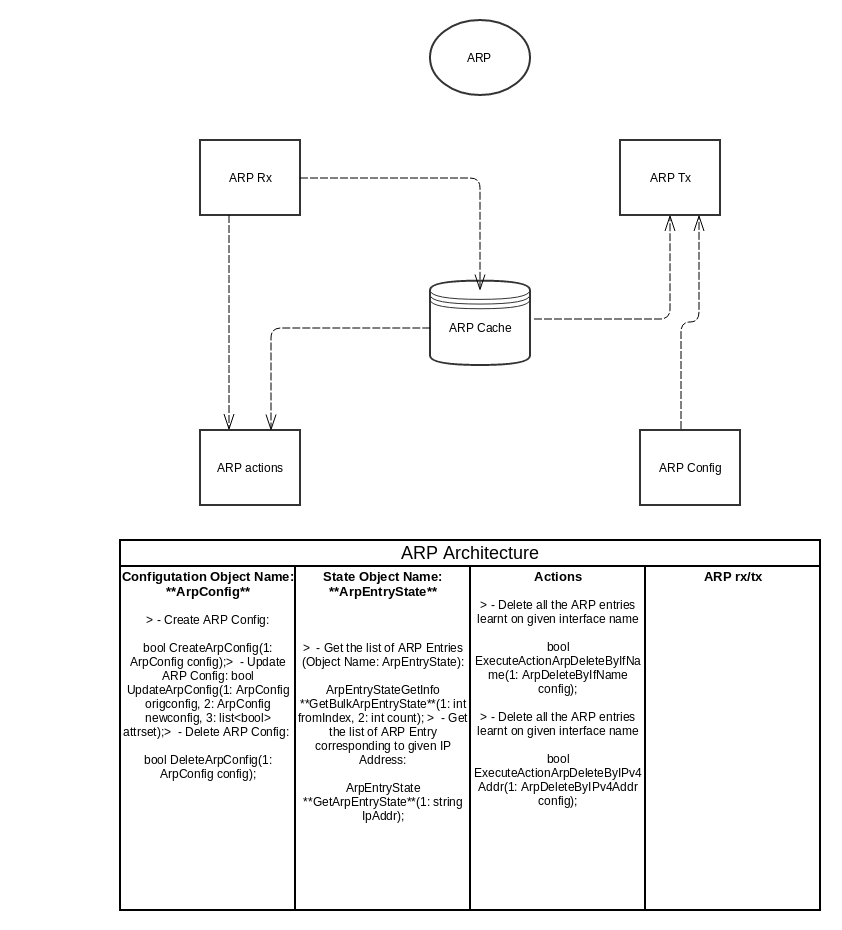 ARP
ARP Rx
ARP Tx
ARP Cache
ARP actions
ARP Config
ARP Architecture
Configutation Object Name:
**ArpConfig**
> - Create ARP Config:
bool CreateArpConfig(1:
ArpConfig config);>  - Update
ARP Config: bool
UpdateArpConfig(1: ArpConfig
origconfig, 2: ArpConfig
newconfig, 3: list<bool>
attrset);>  - Delete ARP Config:
bool DeleteArpConfig(1:
ArpConfig config);
State Object Name:
**ArpEntryState**
>  - Get the list of ARP Entries
(Object Name: ArpEntryState):
ArpEntryStateGetInfo
**GetBulkArpEntryState**(1: int
fromIndex, 2: int count); >  - Get
the list of ARP Entry
corresponding to given IP
Address:
ArpEntryState
**GetArpEntryState**(1: string
IpAddr);
Actions
> - Delete all the ARP entries
learnt on given interface name
bool
ExecuteActionArpDeleteByIfNa
me(1: ArpDeleteByIfName
config);
> - Delete all the ARP entries
learnt on given interface name
bool
ExecuteActionArpDeleteByIPv4
Addr(1: ArpDeleteByIPv4Addr
config);
ARP rx/tx